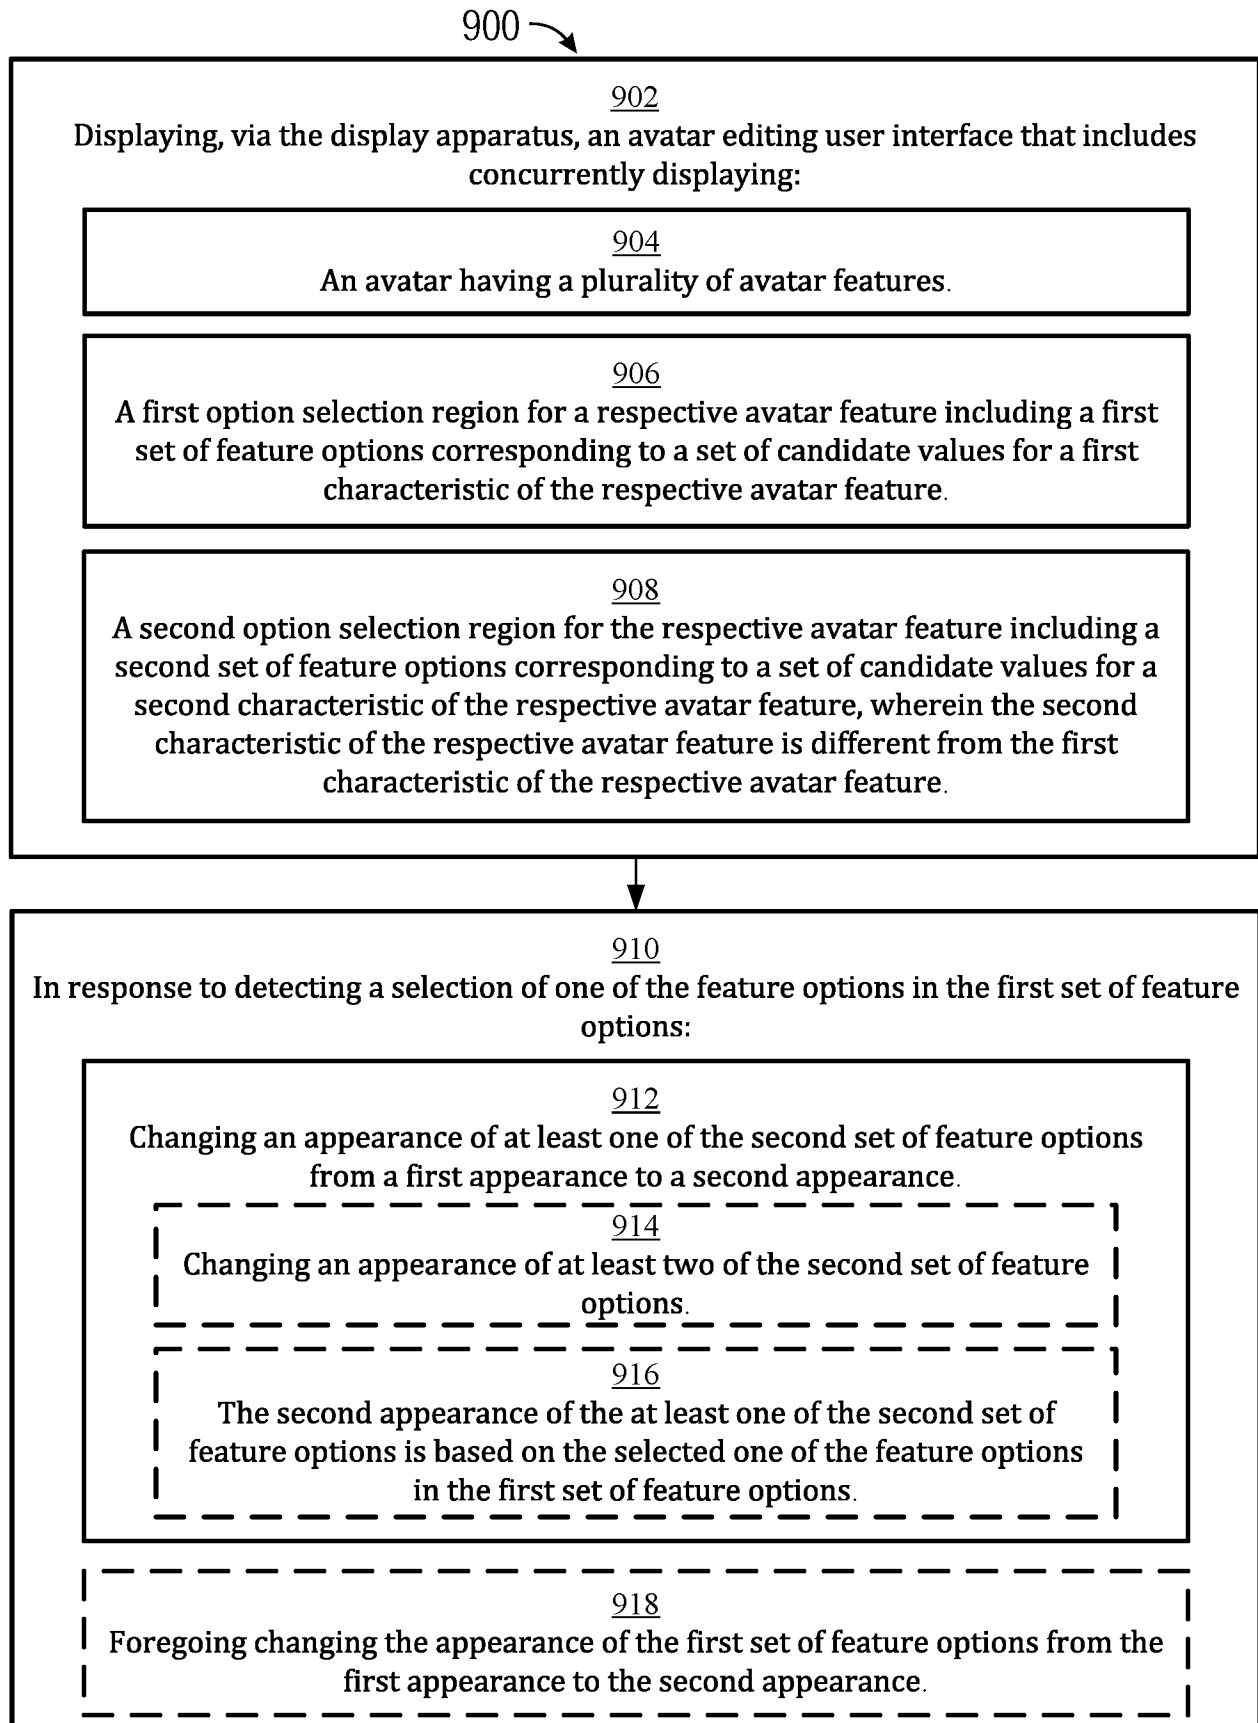 900
902
Displaying, via the display apparatus, an avatar editing user interface that includes
concurrently displaying:
904
An avatar having a plurality of avatar features.
906
A first option selection region for a respective avatar feature including a first
set of feature options corresponding to a set of candidate values for a first
characteristic of the respective avatar feature.
908
A second option selection region for the respective avatar feature including a
second set of feature options corresponding to a set of candidate values for a
second characteristic of the respective avatar feature, wherein the second
characteristic of the respective avatar feature is different from the first
characteristic of the respective avatar feature.
910
In response to detecting a selection of one of the feature options in the first set of feature
options:
912
Changing an appearance of at least one of the second set of feature options
from a first appearance to a second appearance.
914
Changing an appearance of at least two of the second set of feature
options.
916
The second appearance of the at least one of the second set of
feature options is based on the selected one of the feature options
in the first set of feature options.
918
Foregoing changing the appearance of the first set of feature options from the
first appearance to the second appearance.